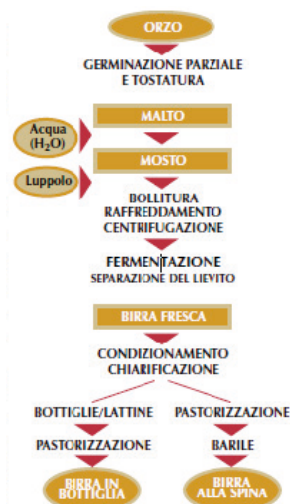 ORZO
GERMINAZIONE PARZIALE
E TOSTATURA
MALTO
Acqua
(H₂O)
MOSTO
Luppolo
BOLLITURA
RAFFREDDAMENTO
CENTRIFUGAZIONE
FERMENTAZIONE
SEPARAZIONE DEL LIEVITO
BIRRA FRESCA
CONDIZIONAMENTO
CHIARIFICAZIONE
BOTTIGLIE/LATTINE
PASTORIZZAZIONE
PASTORIZZAZIONE
BARILE
BIRRA IN
BOTTIGLIA
BIRRA
ALLA SPINA